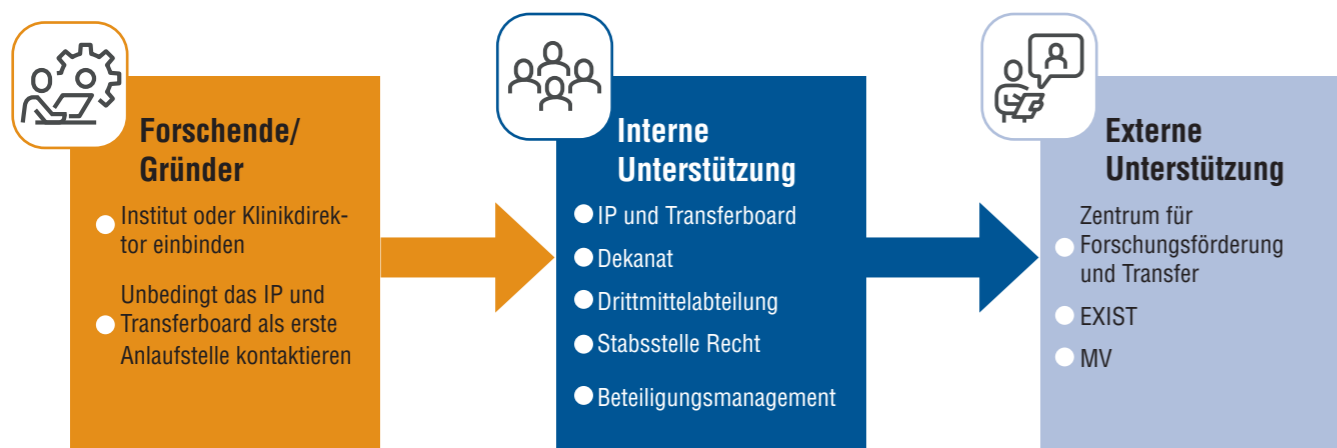 Forschende/
Gründer
Institut oder Klinikdirek-
tor einbinden
Unbedingt das IP und
Transferboard als erste
Anlaufstelle kontaktieren
Interne
Unterstützung
IP und Transferboard
Dekanat
Drittmittelabteilung
Stabsstelle Recht
Beteiligungsmanagement
Externe
Unterstützung
Zentrum für
Forschungsförderung
und Transfer
EXIST
MV